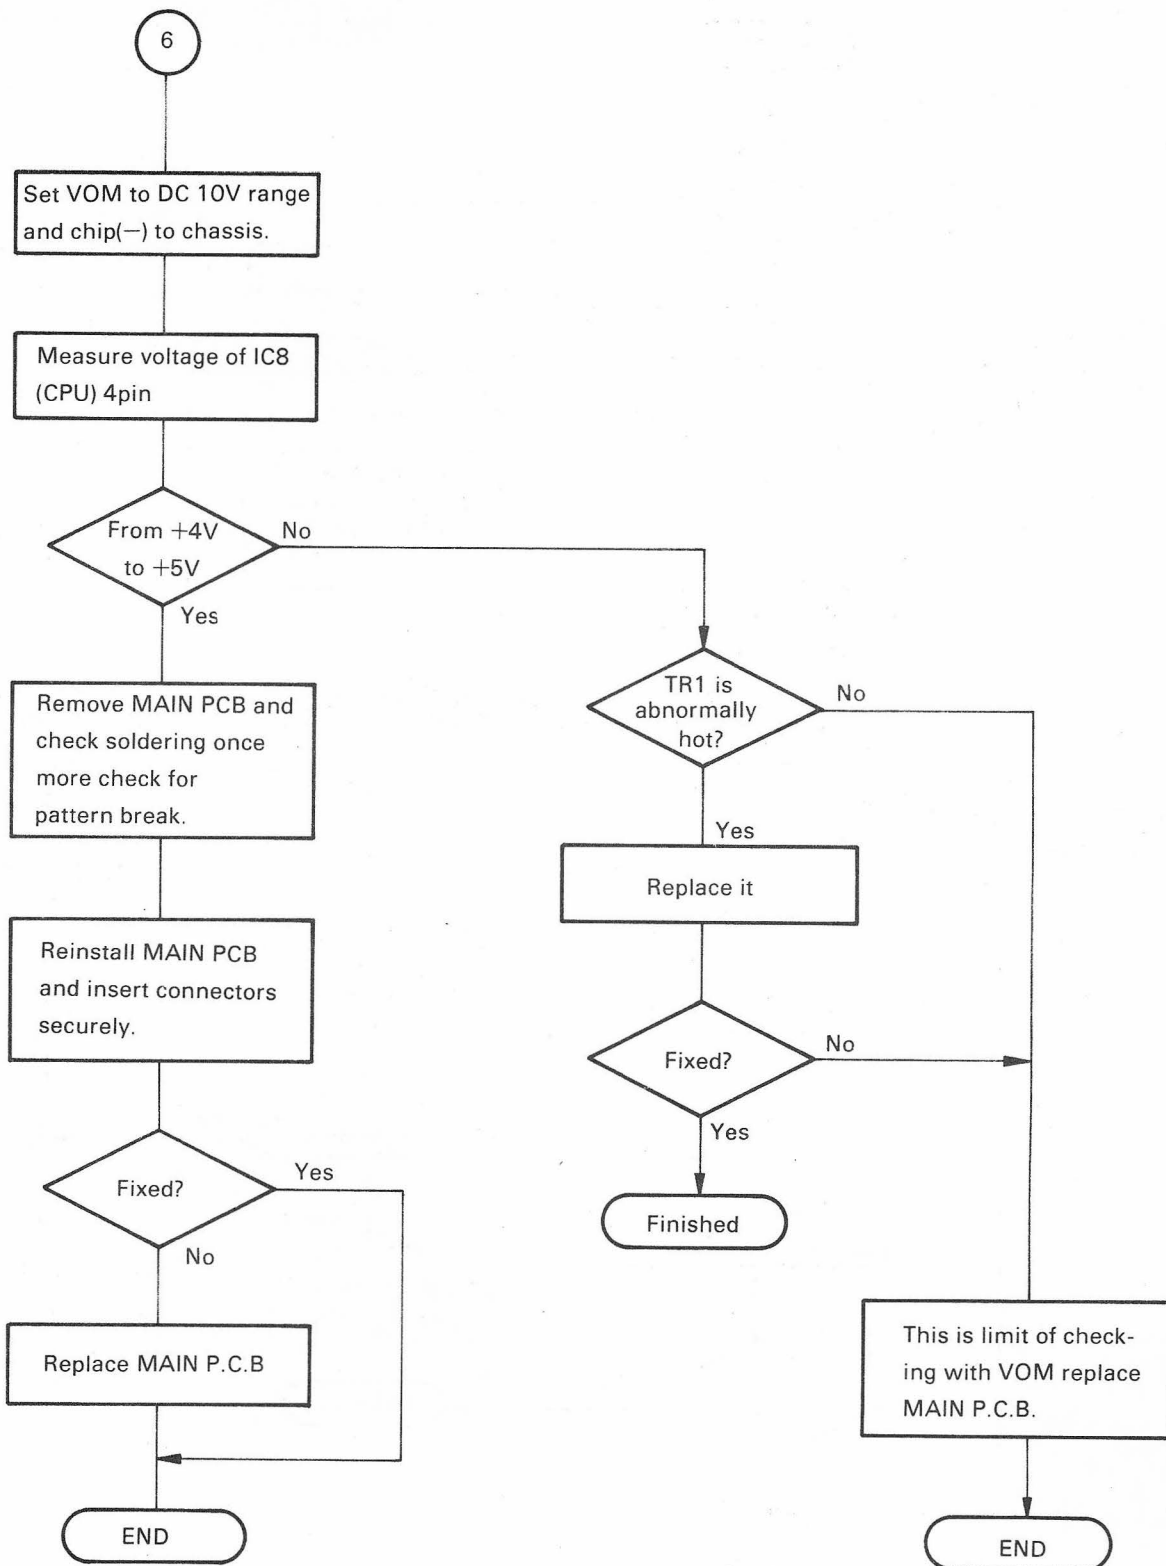 6
Set VOM to DC 10V range
and chip(−) to chassis.
Measure voltage of IC8
(CPU) 4pin
From +4V
to +5V
No
Yes
Remove MAIN PCB and
check soldering once
more check for
pattern break.
Reinstall MAIN PCB
and insert connectors
securely.
Fixed?
Yes
No
Replace MAIN P.C.B
END
TR1 is
abnormally
hot?
No
Yes
Replace it
Fixed?
No
Yes
Finished
This is limit of check-
ing with VOM replace
MAIN P.C.B.
END